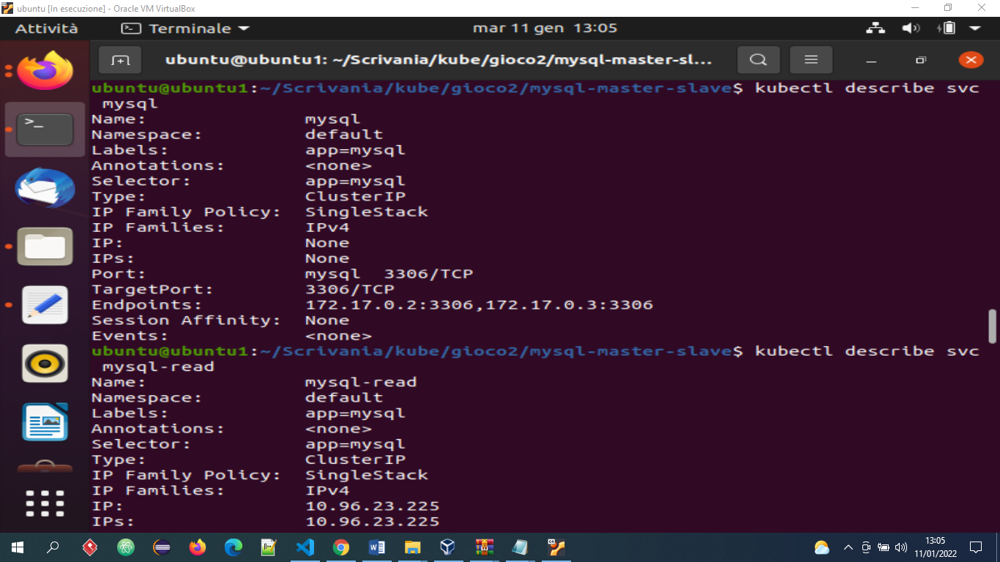 ubuntu [In esecuzione] - Oracle VM VirtualBox
Attività Terminale mar 11 gen 13:05
ubuntu@ubuntu1: ~/Scrivania/kube/gioco2/mysql-master-sl...
ubuntu@ubuntu1:~/Scrivania/kube/gioco2/mysql-master-slave$ kubectl describe svc
mysql
Name: mysql
Namespace: default
Labels: app=mysql
Annotations: <none>
Selector: app=mysql
Type: ClusterIP
IP Family Policy: SingleStack
IP Families: IPv4
IP: None
IPs: None
Port: mysql 3306/TCP
TargetPort: 3306/TCP
Endpoints: 172.17.0.2:3306,172.17.0.3:3306
Session Affinity: None
Events: <none>
ubuntu@ubuntu1:~/Scrivania/kube/gioco2/mysql-master-slave$ kubectl describe svc
mysql-read
Name: mysql-read
Namespace: default
Labels: app=mysql
Annotations: <none>
Selector: app=mysql
Type: ClusterIP
IP Family Policy: SingleStack
IP Families: IPv4
IP: 10.96.23.225
IPs: 10.96.23.225
13:05
11/01/2022